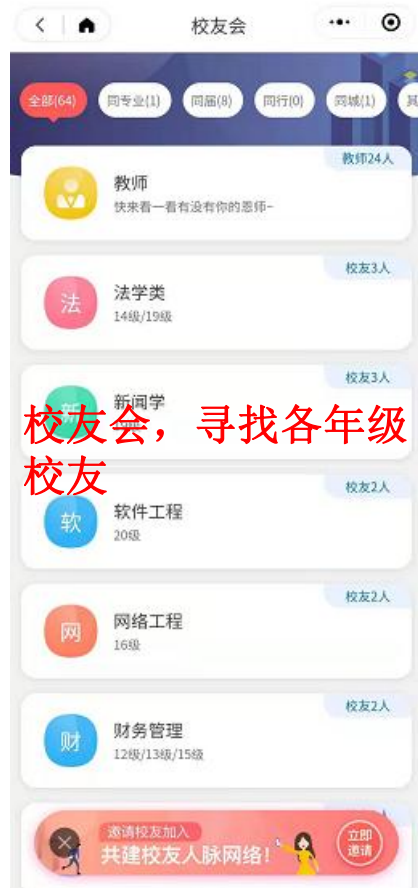 校友会
全部(64) 同专业(1) 同届(8) 同行(0) 同城(1)
教师24人
教师
快来看一看有没有你的恩师~
校友3人
法
法学类
14级/19级
校友3人
新
新闻学
校友会，寻找各年级
校友
校友2人
软
软件工程
20级
校友2人
网
网络工程
16级
校友2人
财
财务管理
12级/13级/15级
人
邀请校友加入
共建校友人脉网络!
立即
邀请